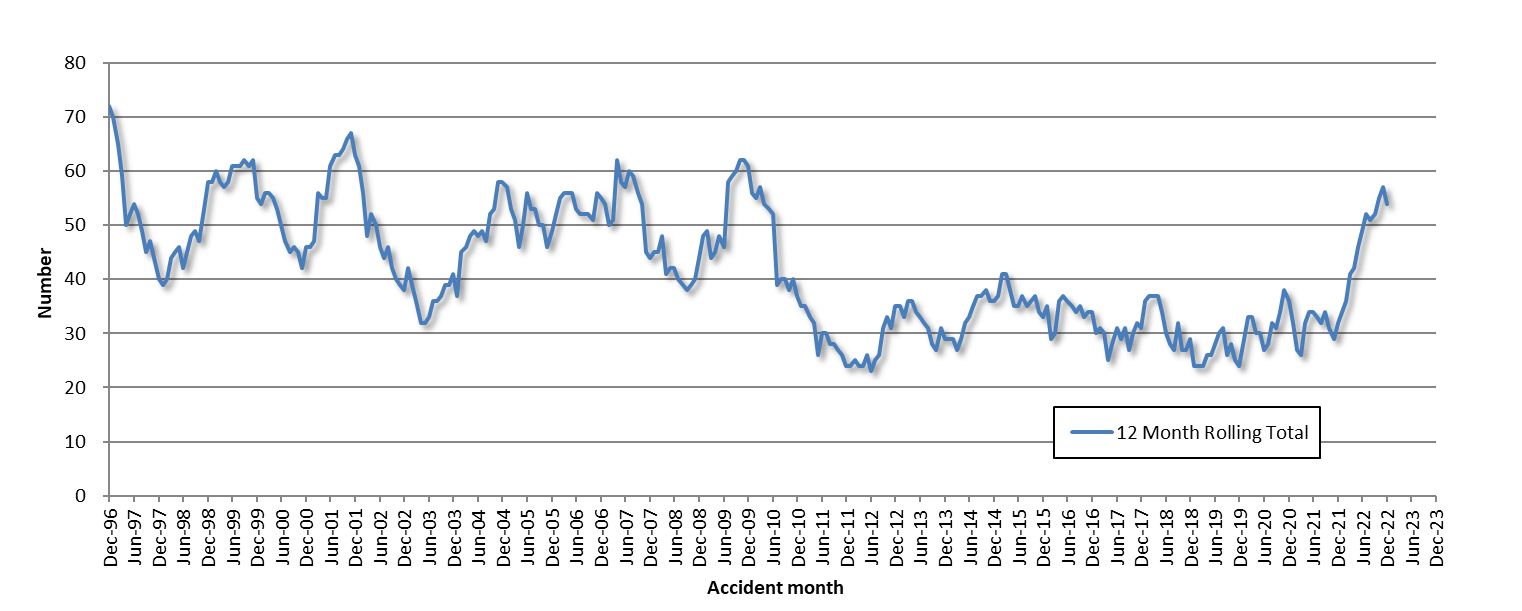 80
70
60
50
40
30
20
10
0
Number
12 Month Rolling Total
Dec-96
Jun-97
Dec-97
Jun-98
Dec-98
Jun-99
Dec-99
Jun-00
Dec-00
Jun-01
Dec-01
Jun-02
Dec-02
Jun-03
Dec-03
Jun-04
Dec-04
Jun-05
Dec-05
Jun-06
Dec-06
Jun-07
Dec-07
Jun-08
Dec-08
Jun-09
Dec-09
Jun-10
Dec-10
Jun-11
Dec-11
Jun-12
Dec-12
Jun-13
Dec-13
Jun-14
Dec-14
Jun-15
Dec-15
Jun-16
Dec-16
Jun-17
Dec-17
Jun-18
Dec-18
Jun-19
Dec-19
Jun-20
Dec-20
Jun-21
Dec-21
Jun-22
Dec-22
Jun-23
Dec-23
Accident month